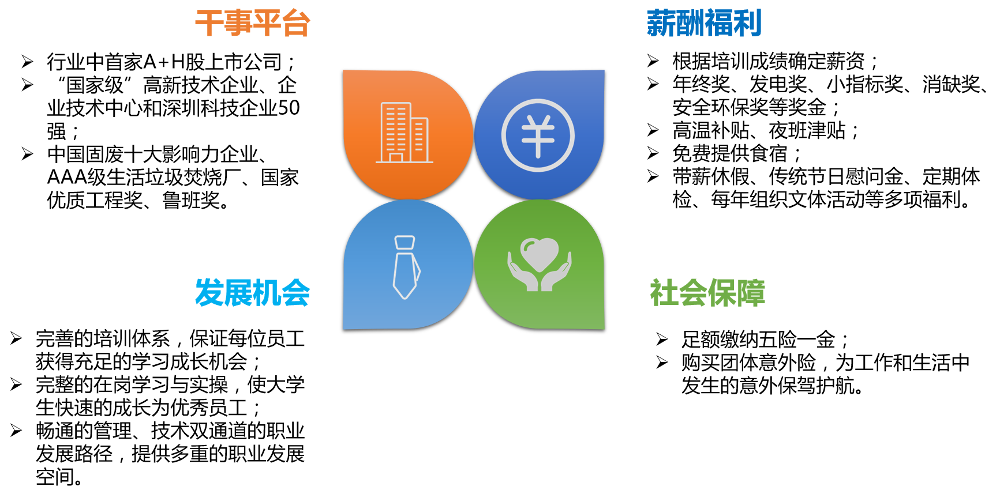 干事平台
行业中首家A+H股上市公司；
“国家级”高新技术企业、企
业技术中心和深圳科技企业50
强；
中国固废十大影响力企业、
AAA级生活垃圾焚烧厂、国家
优质工程奖、鲁班奖。
薪酬福利
根据培训成绩确定薪资；
年终奖、发电奖、小指标奖、消缺奖、
安全环保奖等奖金；
高温补贴、夜班津贴；
免费提供食宿；
带薪休假、传统节日慰问金、定期体
检、每年组织文体活动等多项福利。
发展机会
完善的培训体系，保证每位员工
获得充足的学习成长机会；
完整的在岗学习与实操，使大学
生快速的成长为优秀员工；
畅通的管理、技术双通道的职业
发展路径，提供多重的职业发展
空间。
社会保障
足额缴纳五险一金；
购买团体意外险，为工作和生活中
发生的意外保驾护航。